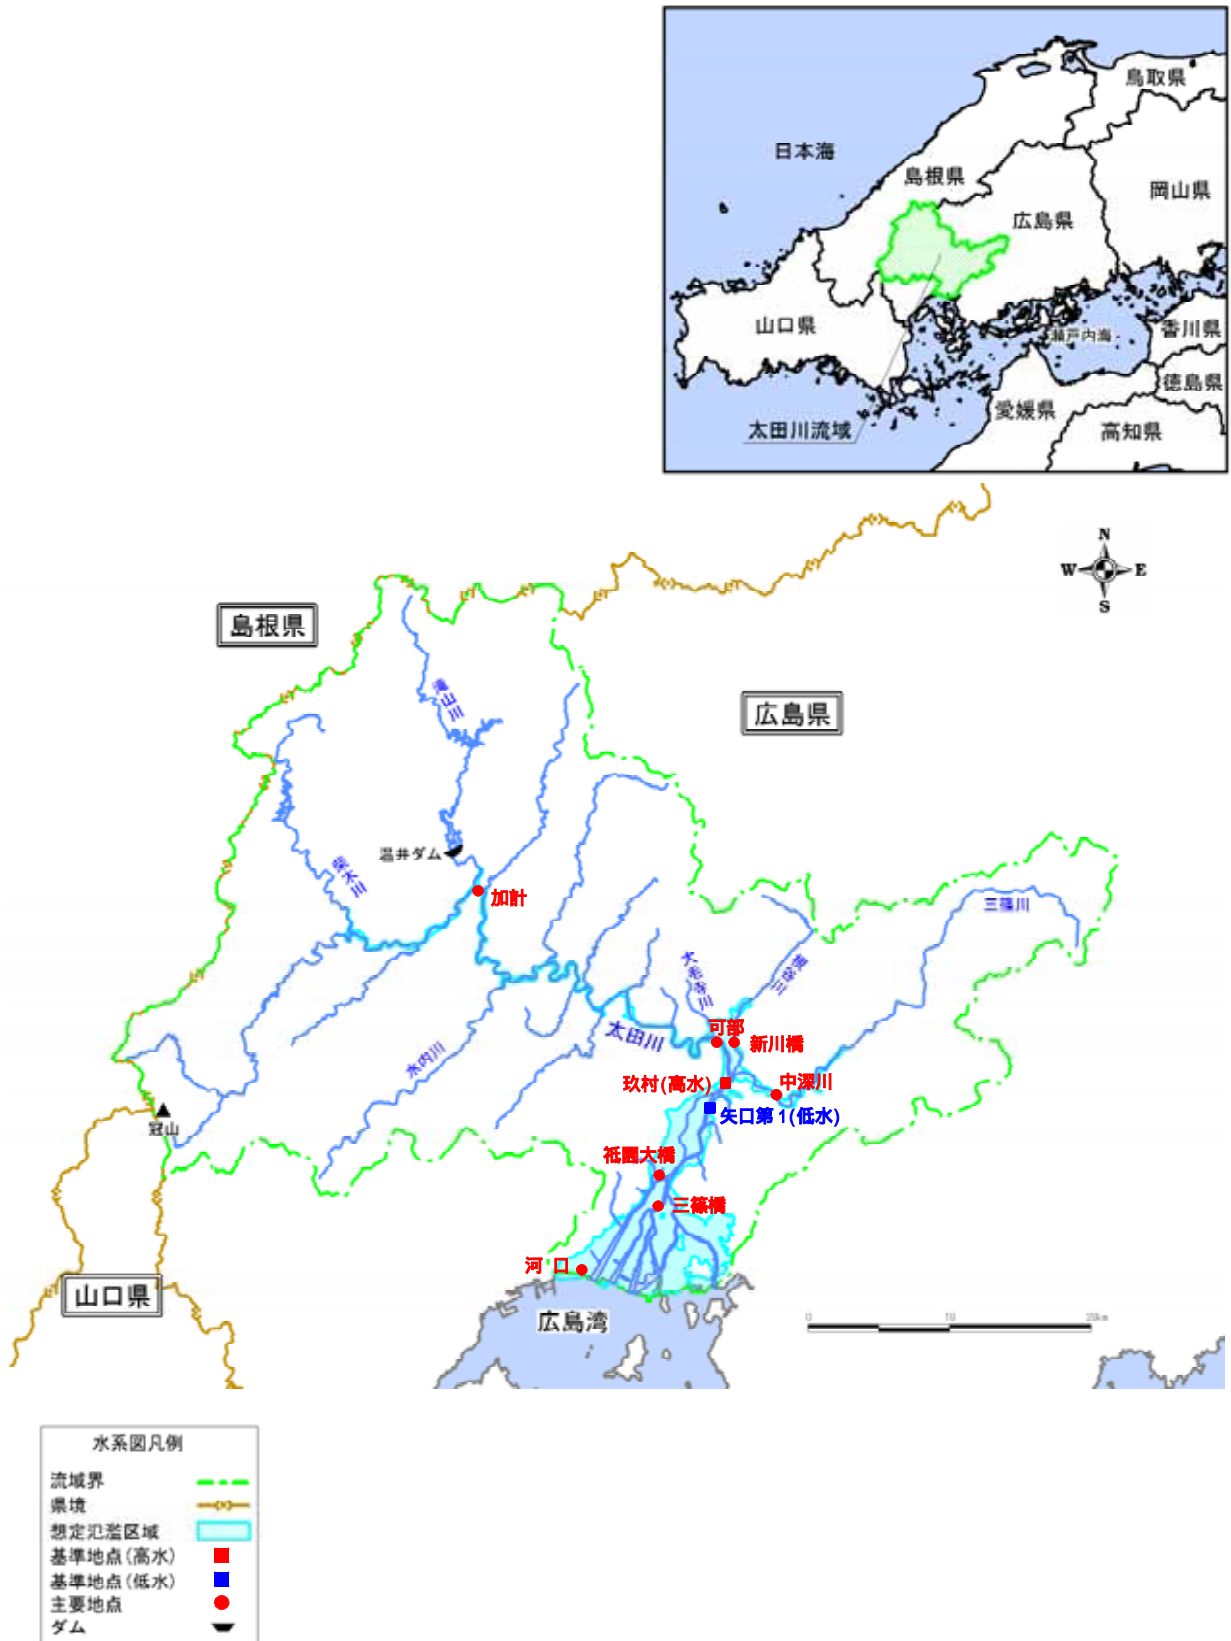 鳥取県
日本海
島根県
岡山県
広島県
山口県
瀬戸内海
香川県
徳島県
愛媛県
太田川流域
高知県
N
W E
S
島根県
滝山川
広島県
温井ダム
柴木川
加計
三篠川
大毛寺川
根谷川
太田川
可部
新川橋
水内川
玖村(高水)
中深川
矢口第1(低水)
冠山
祗園大橋
三篠橋
河口
山口県
広島湾
0 10 20km
水系図凡例
流域界
県境
想定氾濫区域
基準地点(高水)
基準地点(低水)
主要地点
ダム